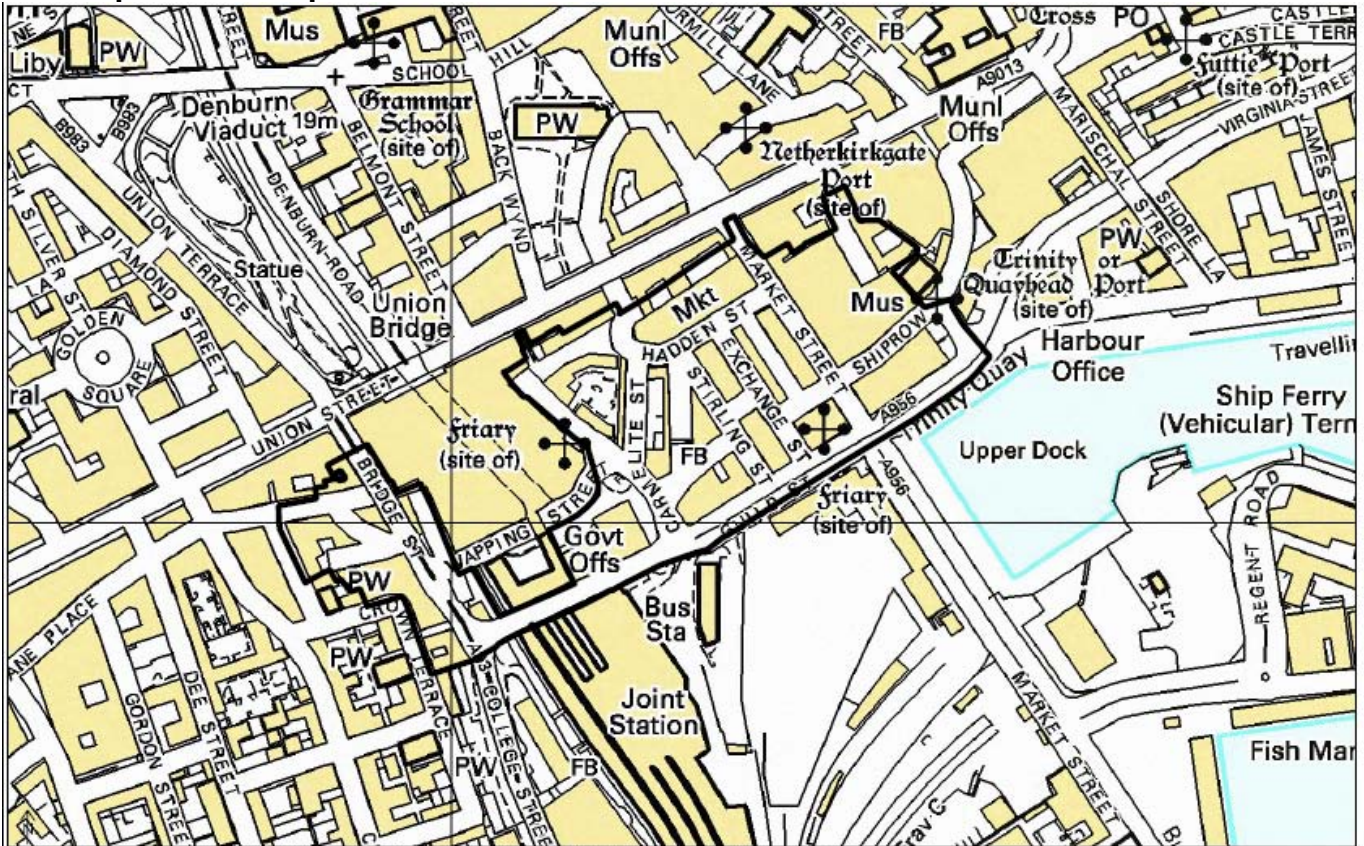 Mus
Munl
Offs
FB
Cross
PO
CASTLE TERR
Liby
PW
SCHOOL HILL
Futtie Port
(site of)
A9013
Denburn
Viaduct
19m
Grammar
School
(site of)
B983
B983
PW
Munl
Offs
VIRGINIA STREET
JAMES STREET
BACK WYND
BELMONT STREET
Netherkirkgate
Port
(site of)
MARISCHAL STREET
SHORE LA
UNION TERRACE
DENBURN ROAD
DIAMOND STREET
Statue
PW
Trinity
or
Quayhead Port
(site of)
Union
Bridge
GOLDEN
SQUARE
MARKET STREET
Mkt
Mus
HADDEN ST
EXCHANGE ST
STIRLING ST
SHIPROW
Harbour
Office
A956
Trinity Quay
Ship Ferry
(Vehicular)
Upper Dock
UNION STREET
Friary
(site of)
FB
A956
Friary
(site of)
BRIDGE ST
WAPPING STREET
GUILD ST
Govt
Offs
REGENT ROAD
PW
CROWN TERRACE
Bus
Sta
PW
DEE STREET
GORDON STREET
Joint
Station
MARKET STREET
PW
COLLEGE STREET
FB